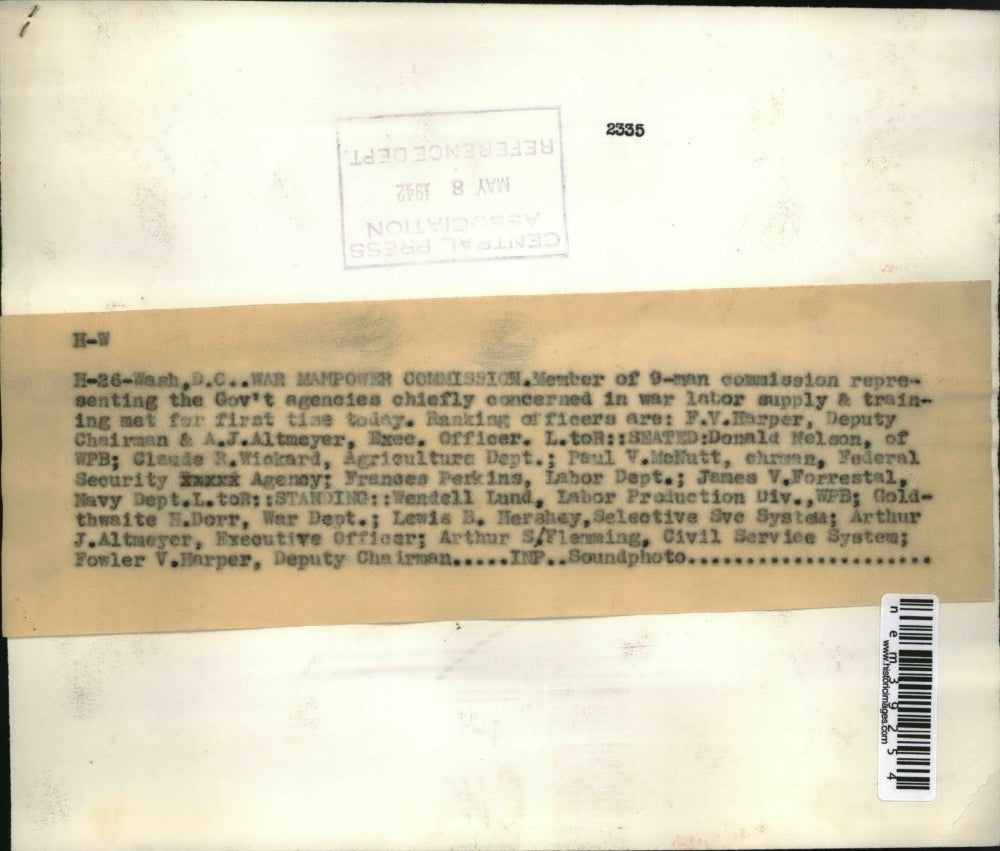 2335
CENTRAL PRESS
ASSOCIATION
MAY 8 1942
REFERENCE DEPT.
H-W
H-26-Wash,D.C..WAR MANPOWER COMMISSION.Member of 9-man commission repre-
senting the Gov't agencies chiefly concerned in war labor supply & train-
ing met for first time today. Ranking officers are: F.V.Harper, Deputy
Chairman & A.J.Altmeyer, Exec. Officer. L.toR::SEATED:Donald Nelson, of
WPB; Claude R.Wickard, Agriculture Dept.; Paul V.McNutt, chrman, Federal
Security xxxxx Agency; Frances Perkins, Labor Dept.; James V.Forrestal,
Navy Dept.L.toR::STANDING::Wendell Lund, Labor Production Div.,WPB; Gold-
thwaite H.Dorr, War Dept.; Lewis B. Hershey,Selective Svc System; Arthur
J.Altmeyer, Executive Officer; Arthur S/Flemming, Civil Service System;
Fowler V.Harper, Deputy Chairman.....INP..Soundphoto.....................
nem39254
www.historicimages.com